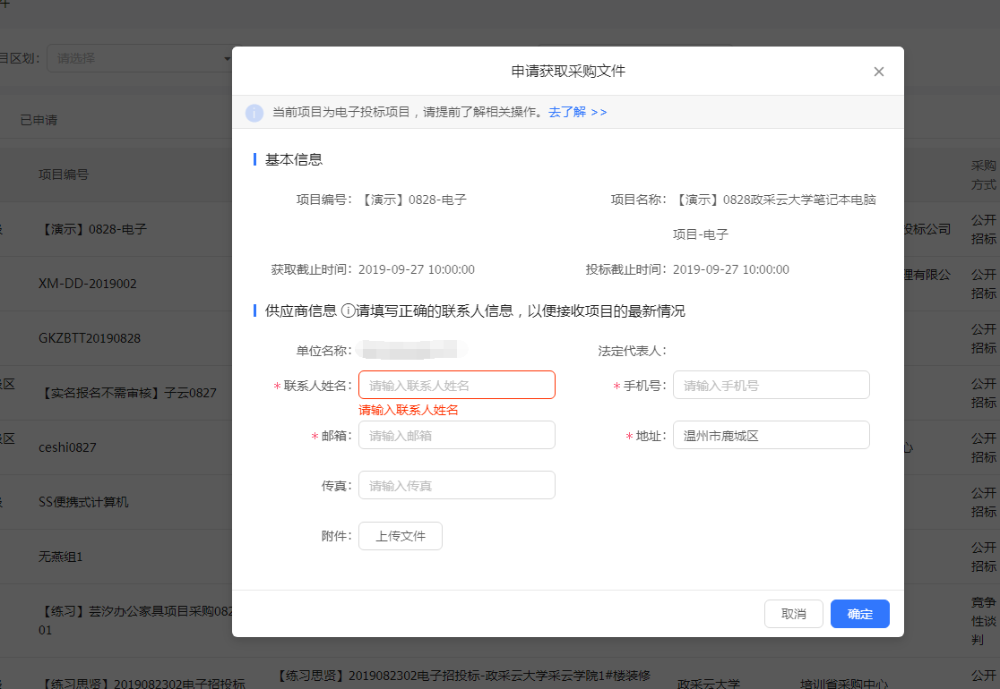 申请获取采购文件
当前项目为电子投标项目，请提前了解相关操作。去了解 >>
目区划： 请选择
已申请
项目编号
采购
方式
【演示】0828-电子
投标公司
公开
招标
XM-DD-2019002
理有限公
公开
招标
GKZBTT20190828
公开
招标
区
【实名报名不需审核】子云0827
公开
招标
区
ceshi0827
心
公开
招标
SS便携式计算机
公开
招标
无燕组1
公开
招标
【练习】芸汐办公家具项目采购082
01
竞争
性谈
判
【练习思贤】2019082302电子招投标
【练习思贤】2019082302电子招投标-政采云大学采云学院1#楼装修
政采云大学
培训省采购中心
公开
基本信息
项目编号： 【演示】0828-电子
项目名称： 【演示】0828政采云大学笔记本电脑
项目-电子
获取截止时间： 2019-09-27 10:00:00
投标截止时间： 2019-09-27 10:00:00
供应商信息 ⓘ请填写正确的联系人信息，以便接收项目的最新情况
单位名称：
法定代表人：
* 联系人姓名： 请输入联系人姓名
* 手机号： 请输入手机号
请输入联系人姓名
* 邮箱： 请输入邮箱
* 地址： 温州市鹿城区
传真： 请输入传真
附件： 上传文件
取消
确定